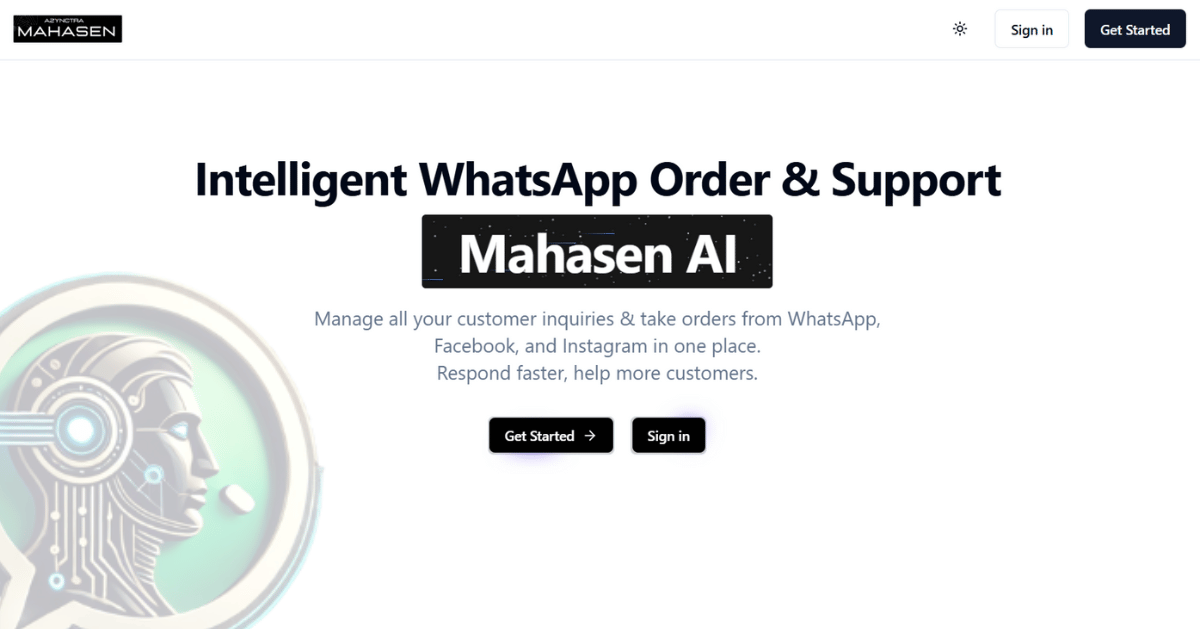 AZYNCTRA
MAHASEN
Sign in
Get Started
Intelligent WhatsApp Order & Support
Mahasen AI
Manage all your customer inquiries & take orders from WhatsApp,
Facebook, and Instagram in one place.
Respond faster, help more customers.
Get Started →
Sign in